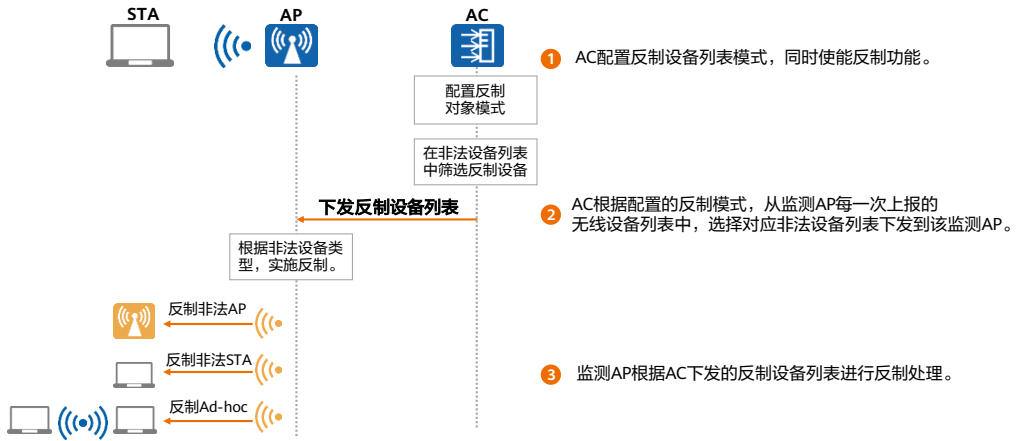 STA
AP
AC
❶ AC配置反制设备列表模式，同时使能反制功能。
配置反制
对象模式
在非法设备列表
中筛选反制设备
下发反制设备列表
❷ AC根据配置的反制模式，从监测AP每一次上报的
无线设备列表中，选择对应非法设备列表下发到该监测AP。
根据非法设备类
型，实施反制。
反制非法AP
反制非法STA
❸ 监测AP根据AC下发的反制设备列表进行反制处理。
反制Ad-hoc